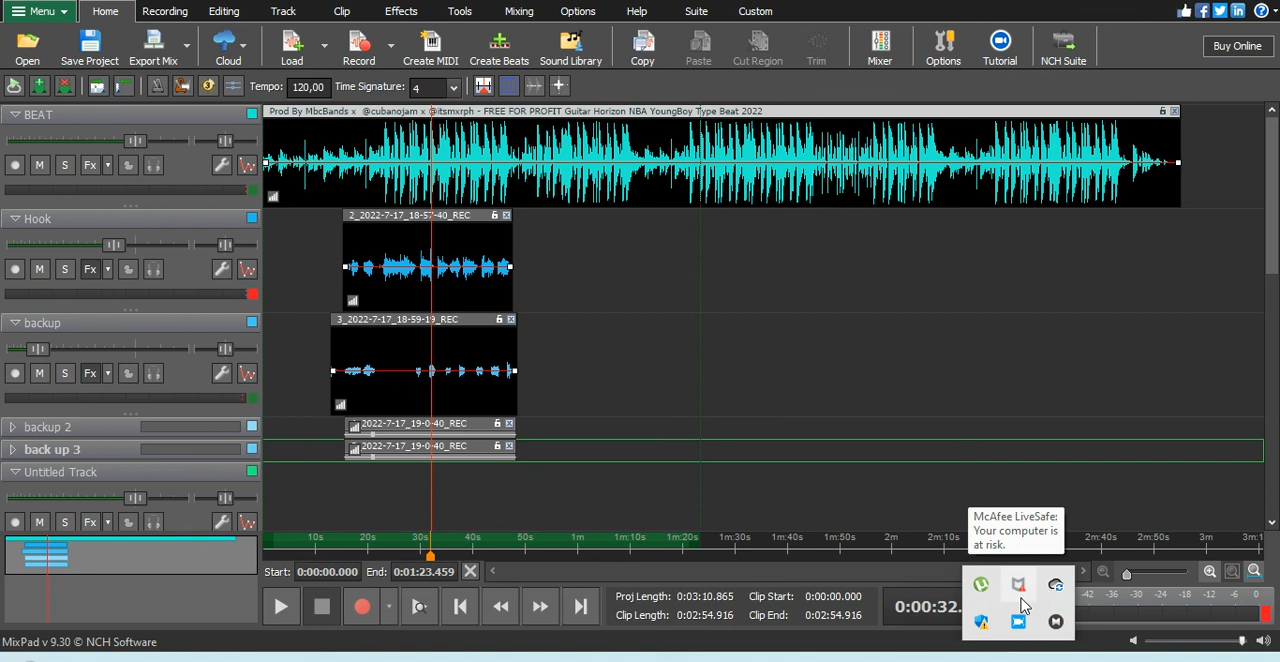 Menu Home Recording Editing Track Clip Effects Tools Mixing Options Help Suite Custom
Open Save Project Export Mix Cloud Load Record Create MIDI Create Beats Sound Library Copy Paste Cut Region Trim Mixer Options Tutorial NCH Suite Buy Online
Tempo: 120,00 Time Signature: 4
BEAT
Prod By MbcBands x @cubanojam x @itsmxrph - FREE FOR PROFIT Guitar Horizon NBA YoungBoy Type Beat 2022
M S Fx
Hook
2_2022-7-17_18-57-40_REC
M S Fx
backup
3_2022-7-17_18-59-19_REC
M S Fx
backup 2
2022-7-17_19-0-40_REC
back up 3
2022-7-17_19-0-40_REC
Untitled Track
M S Fx
McAfee LiveSafe:
Your computer is
at risk.
10s 20s 30s 40s 50s 1m 1m:10s 1m:20s 1m:30s 1m:40s 1m:50s 2m 2m:10s 2m:40s 2m:50s 3m 3m:1
Start: 0:00:00.000 End: 0:01:23.459
Proj Length: 0:03:10.865 Clip Start: 0:00:00.000
Clip Length: 0:02:54.916 Clip End: 0:02:54.916
0:00:32.
-42 -36 -30 -24 -18 -12 -6 0
MixPad v 9.30 © NCH Software